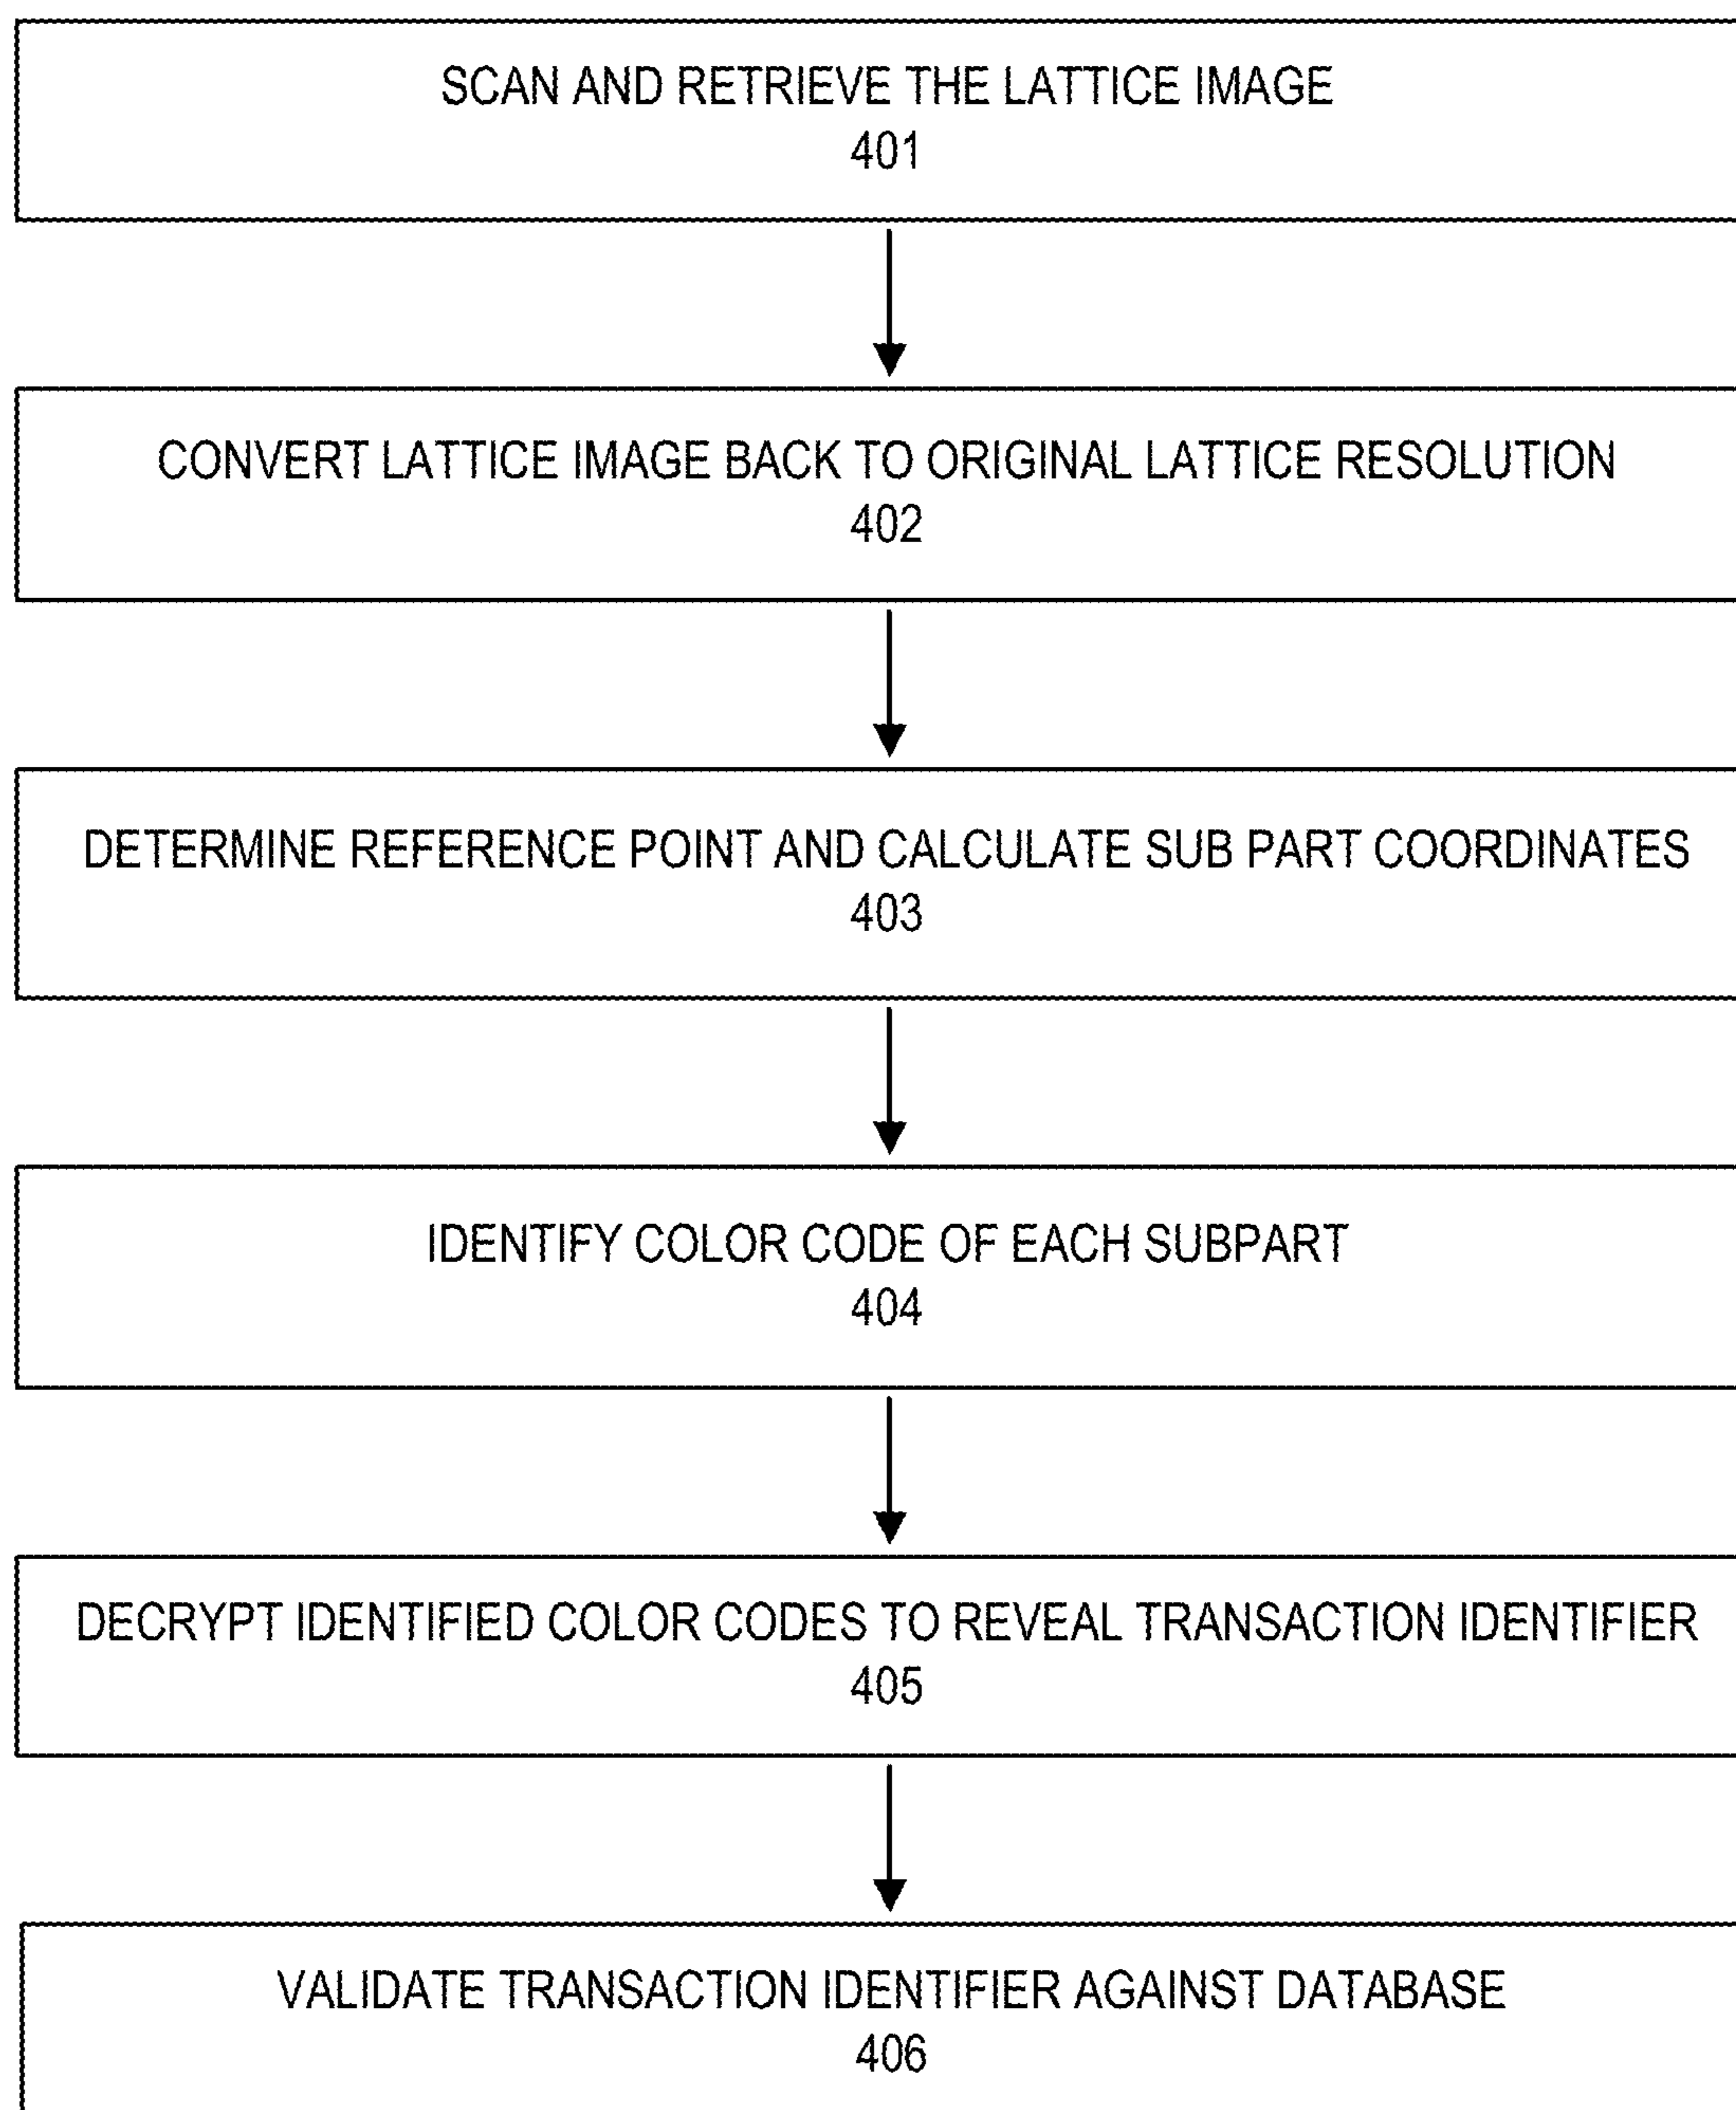 SCAN AND RETRIEVE THE LATTICE IMAGE
401
CONVERT LATTICE IMAGE BACK TO ORIGINAL LATTICE RESOLUTION
402
DETERMINE REFERENCE POINT AND CALCULATE SUB PART COORDINATES
403
IDENTIFY COLOR CODE OF EACH SUBPART
404
DECRYPT IDENTIFIED COLOR CODES TO REVEAL TRANSACTION IDENTIFIER
405
VALIDATE TRANSACTION IDENTIFIER AGAINST DATABASE
406